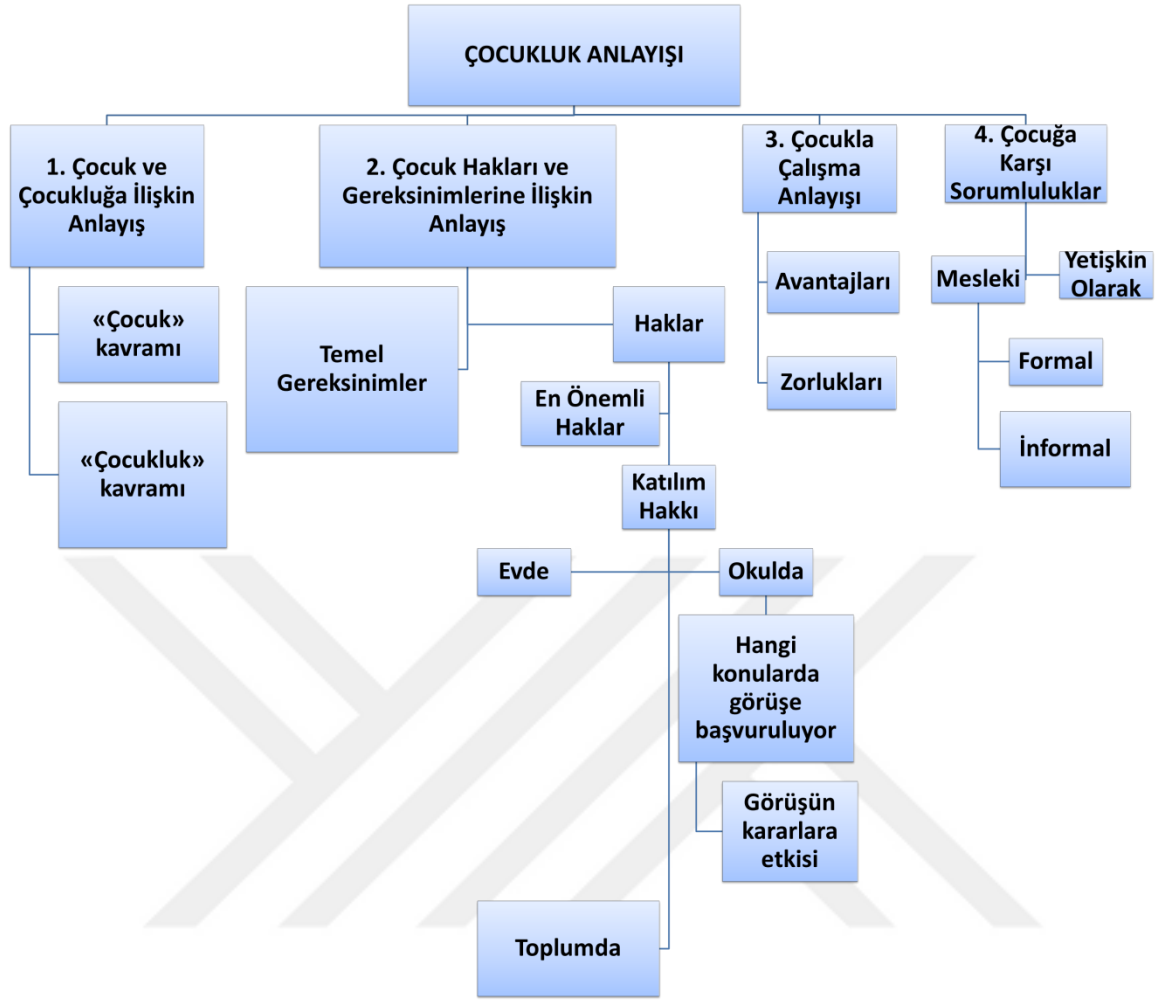 ÇOCUKLUK ANLAYIŞI
1. Çocuk ve
Çocukluğa İlişkin
Anlayış
«Çocuk»
kavramı
«Çocukluk»
kavramı
2. Çocuk Hakları ve
Gereksinimlerine İlişkin
Anlayış
Temel
Gereksinimler
Haklar
En Önemli
Haklar
Katılım
Hakkı
Evde
Okulda
Hangi
konularda
görüşe
başvuruluyor
Görüşün
kararlara
etkisi
Toplumda
3. Çocukla
Çalışma
Anlayışı
Avantajları
Zorlukları
4. Çocuğa
Karşı
Sorumluluklar
Mesleki
Yetişkin
Olarak
Formal
İnformal